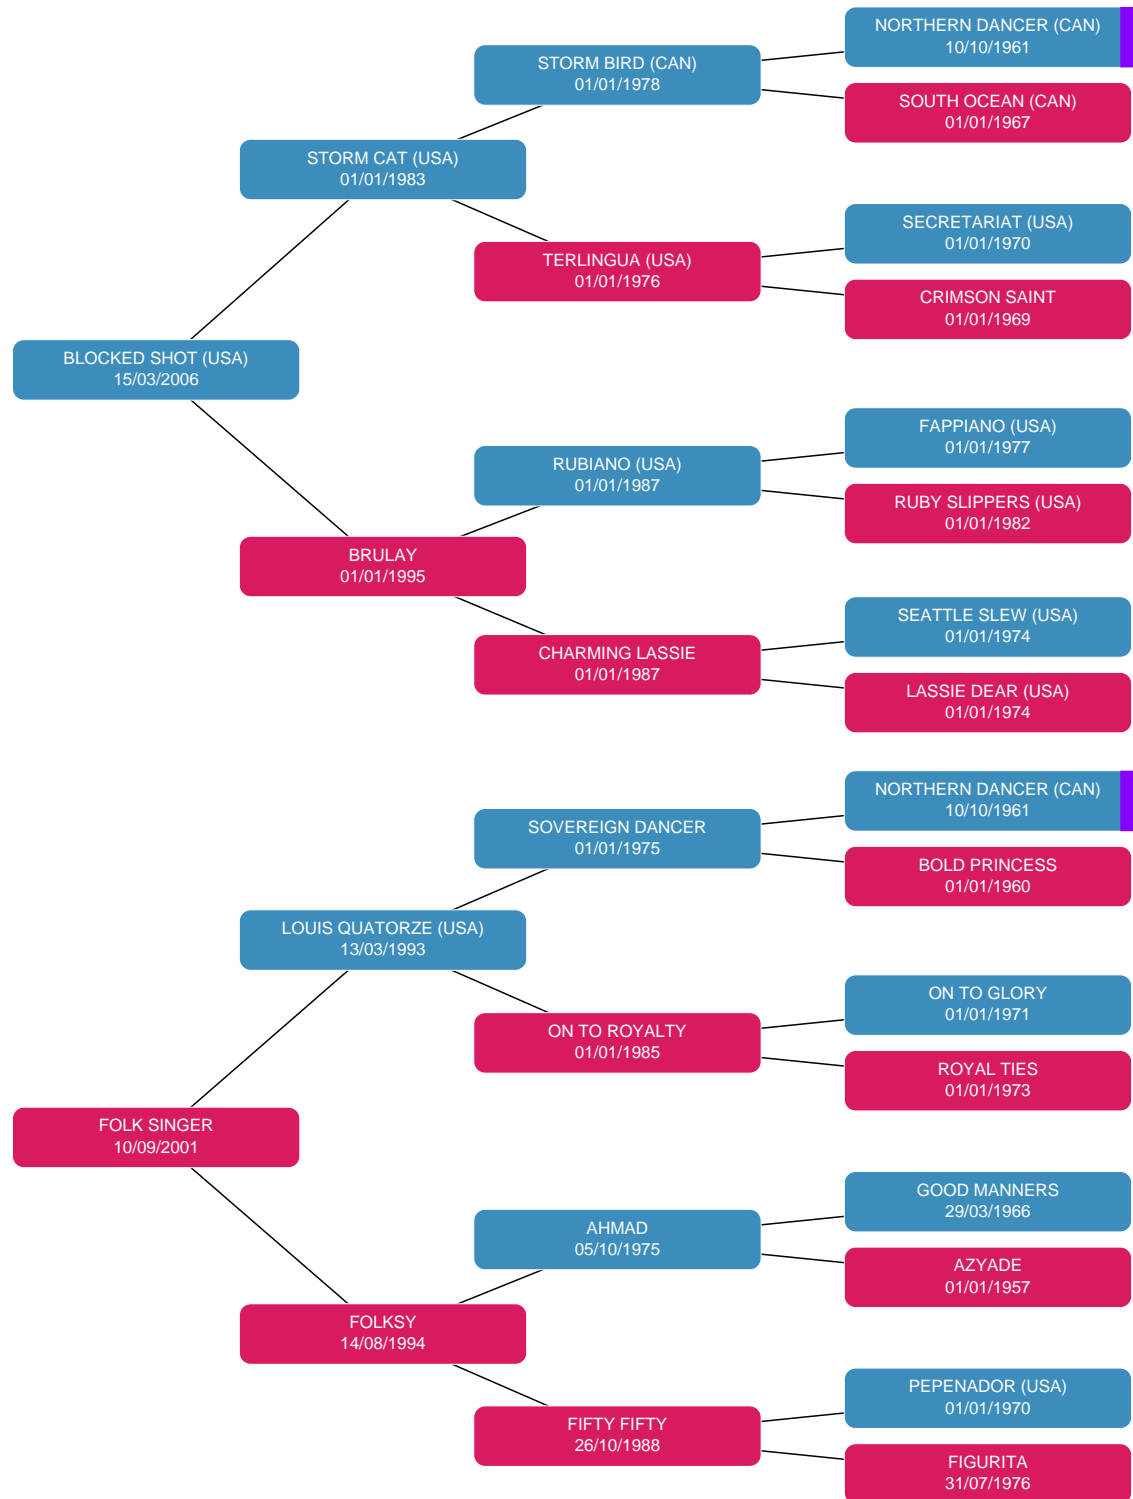 NORTHERN DANCER (CAN)
10/10/1961
STORM BIRD (CAN)
01/01/1978
SOUTH OCEAN (CAN)
01/01/1967
STORM CAT (USA)
01/01/1983
SECRETARIAT (USA)
01/01/1970
TERLINGUA (USA)
01/01/1976
CRIMSON SAINT
01/01/1969
BLOCKED SHOT (USA)
15/03/2006
FAPPIANO (USA)
01/01/1977
RUBIANO (USA)
01/01/1987
RUBY SLIPPERS (USA)
01/01/1982
BRULAY
01/01/1995
SEATTLE SLEW (USA)
01/01/1974
CHARMING LASSIE
01/01/1987
LASSIE DEAR (USA)
01/01/1974
NORTHERN DANCER (CAN)
10/10/1961
SOVEREIGN DANCER
01/01/1975
BOLD PRINCESS
01/01/1960
LOUIS QUATORZE (USA)
13/03/1993
ON TO GLORY
01/01/1971
ON TO ROYALTY
01/01/1985
ROYAL TIES
01/01/1973
FOLK SINGER
10/09/2001
GOOD MANNERS
29/03/1966
AHMAD
05/10/1975
AZYADE
01/01/1957
FOLKSY
14/08/1994
PEPENADOR (USA)
01/01/1970
FIFTY FIFTY
26/10/1988
FIGURITA
31/07/1976